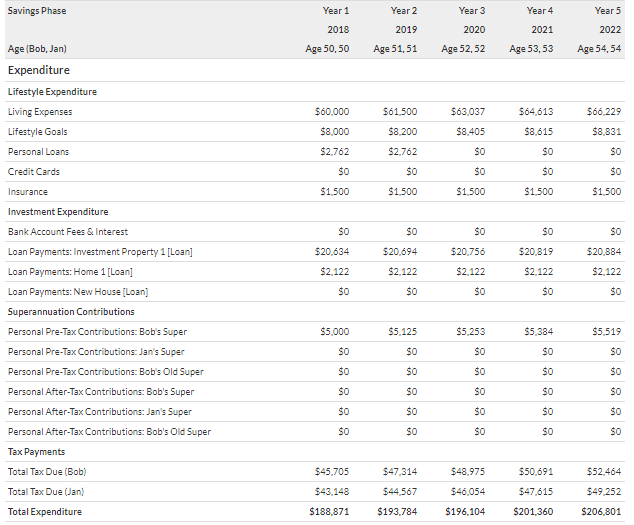 Savings Phase Year 1 Year 2 Year 3 Year 4 Year 5
2018 2019 2020 2021 2022
Age (Bob, Jan) Age 50, 50 Age 51, 51 Age 52, 52 Age 53, 53 Age 54, 54
Expenditure
Lifestyle Expenditure
Living Expenses $60,000 $61,500 $63,037 $64,613 $66,229
Lifestyle Goals $8,000 $8,200 $8,405 $8,615 $8,831
Personal Loans $2,762 $2,762 $0 $0 $0
Credit Cards $0 $0 $0 $0 $0
Insurance $1,500 $1,500 $1,500 $1,500 $1,500
Investment Expenditure
Bank Account Fees & Interest $0 $0 $0 $0 $0
Loan Payments: Investment Property 1 [Loan] $20,634 $20,694 $20,756 $20,819 $20,884
Loan Payments: Home 1 [Loan] $2,122 $2,122 $2,122 $2,122 $2,122
Loan Payments: New House [Loan] $0 $0 $0 $0 $0
Superannuation Contributions
Personal Pre-Tax Contributions: Bob's Super $5,000 $5,125 $5,253 $5,384 $5,519
Personal Pre-Tax Contributions: Jan's Super $0 $0 $0 $0 $0
Personal Pre-Tax Contributions: Bob's Old Super $0 $0 $0 $0 $0
Personal After-Tax Contributions: Bob's Super $0 $0 $0 $0 $0
Personal After-Tax Contributions: Jan's Super $0 $0 $0 $0 $0
Personal After-Tax Contributions: Bob's Old Super $0 $0 $0 $0 $0
Tax Payments
Total Tax Due (Bob) $45,705 $47,314 $48,975 $50,691 $52,464
Total Tax Due (Jan) $43,148 $44,567 $46,054 $47,615 $49,252
Total Expenditure $188,871 $193,784 $196,104 $201,360 $206,801